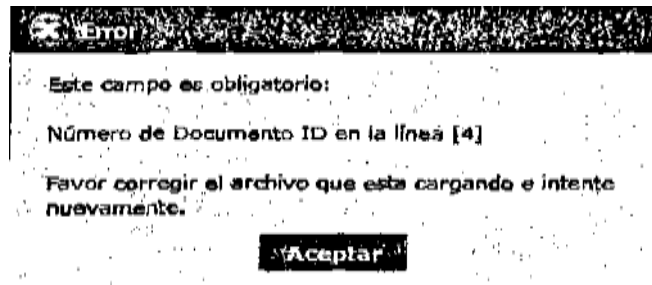 Error
Este campo es obligatorio:
Número de Documento ID en la línea [4]
Favor corregir el archivo que esta cargando e intente
nuevamente.
Aceptar